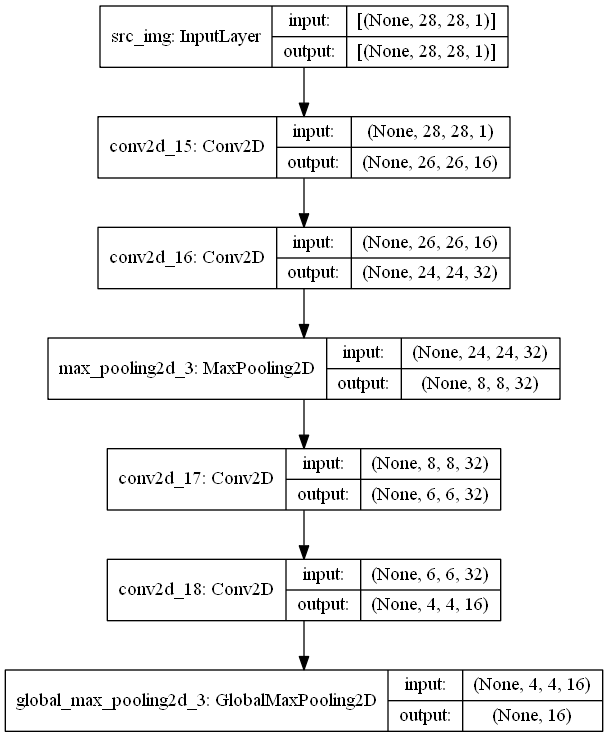 src_img: InputLayer
input: [(None, 28, 28, 1)]
output: [(None, 28, 28, 1)]
conv2d_15: Conv2D
input: (None, 28, 28, 1)
output: (None, 26, 26, 16)
conv2d_16: Conv2D
input: (None, 26, 26, 16)
output: (None, 24, 24, 32)
max_pooling2d_3: MaxPooling2D
input: (None, 24, 24, 32)
output: (None, 8, 8, 32)
conv2d_17: Conv2D
input: (None, 8, 8, 32)
output: (None, 6, 6, 32)
conv2d_18: Conv2D
input: (None, 6, 6, 32)
output: (None, 4, 4, 16)
global_max_pooling2d_3: GlobalMaxPooling2D
input: (None, 4, 4, 16)
output: (None, 16)